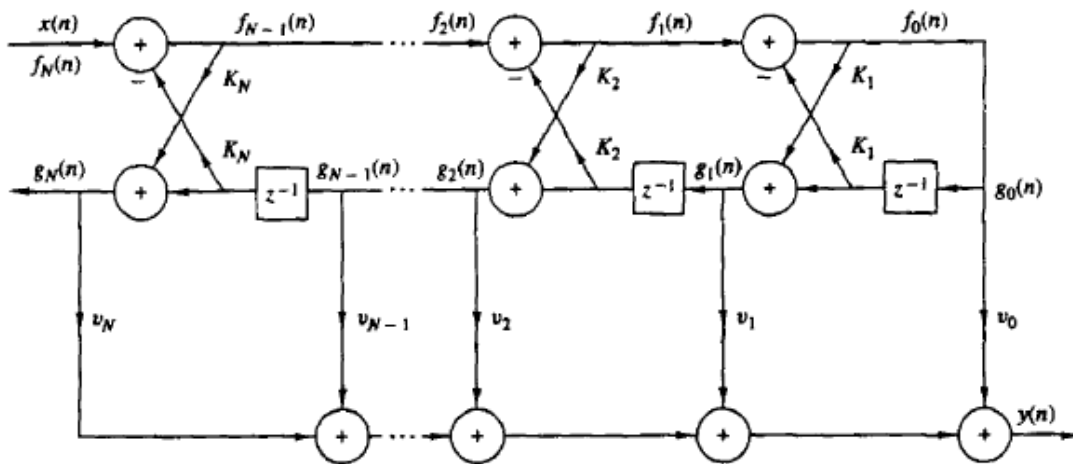 x(n) f_{N-1}(n) f_2(n) f_1(n) f_0(n)
+ ··· + +
f_N(n) − − −
K_N K_2 K_1
K_N K_2 K_1
g_N(n) + z^{-1} g_{N-1}(n) ··· g_2(n) + z^{-1} g_1(n) + z^{-1} g_0(n)
v_N v_{N-1} v_2 v_1 v_0
+ ··· + + + y(n)